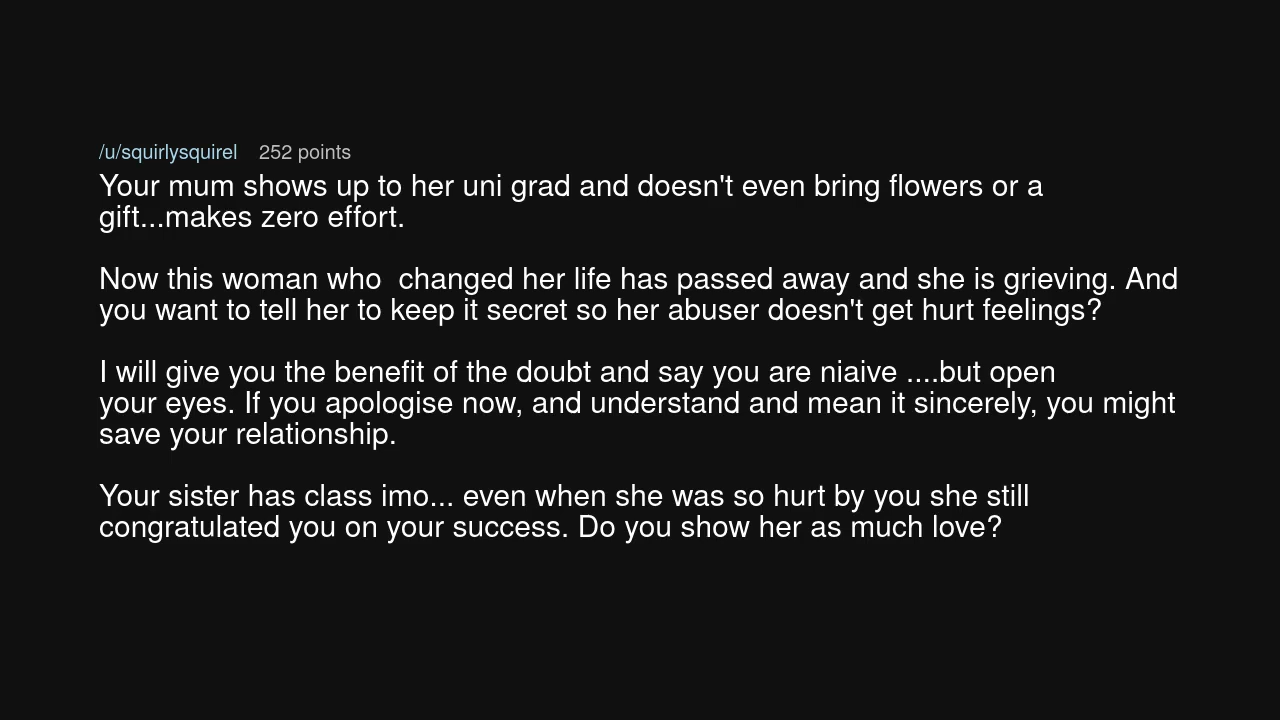 /u/squirlysquirel 252 points
Your mum shows up to her uni grad and doesn't even bring flowers or a
gift...makes zero effort.
Now this woman who  changed her life has passed away and she is grieving. And
you want to tell her to keep it secret so her abuser doesn't get hurt feelings?
I will give you the benefit of the doubt and say you are niaive ....but open
your eyes. If you apologise now, and understand and mean it sincerely, you might
save your relationship.
Your sister has class imo... even when she was so hurt by you she still
congratulated you on your success. Do you show her as much love?